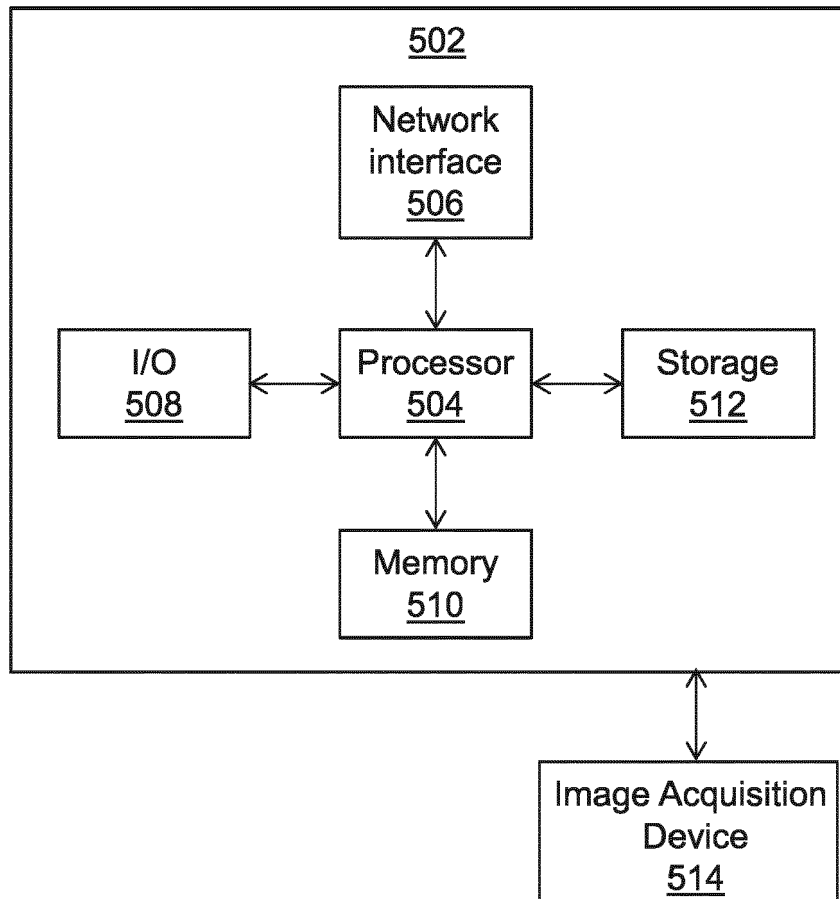 502
Network
interface
506
I/O
508
Processor
504
Storage
512
Memory
510
Image Acquisition
Device
514